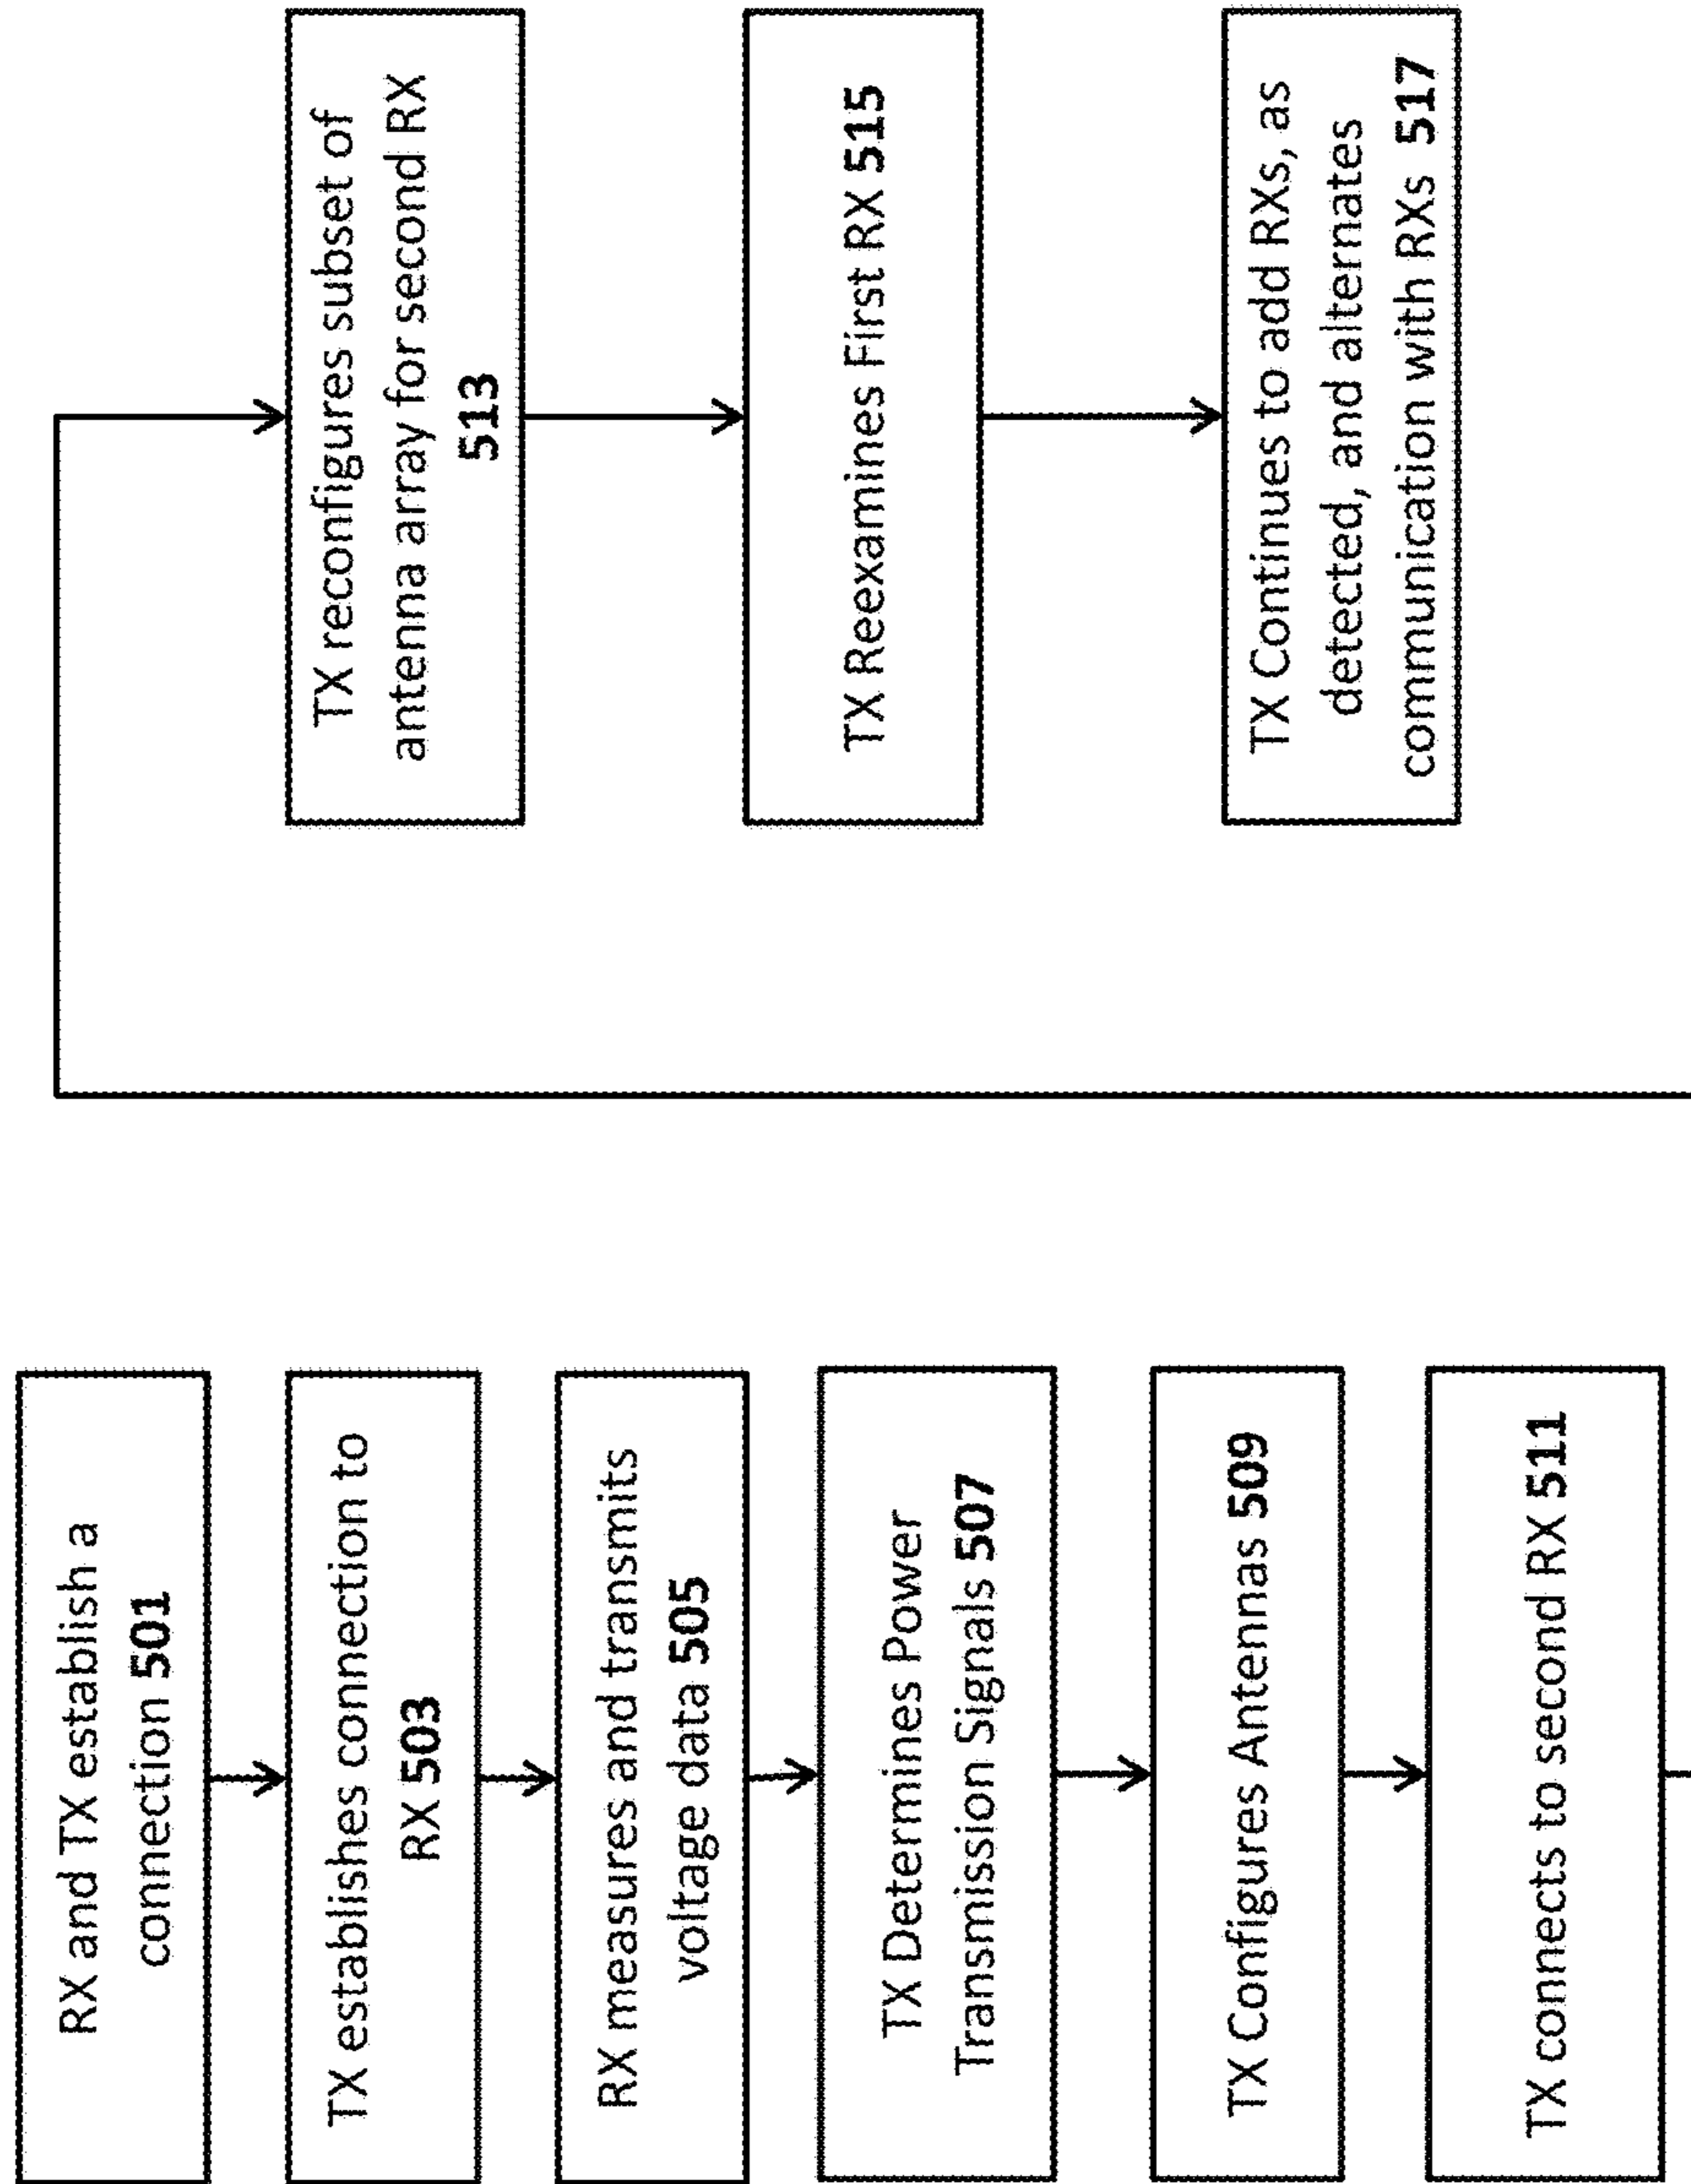 RX and TX establish a
connection 501
TX establishes connection to
RX 503
RX measures and transmits
voltage data 505
TX Determines Power
Transmission Signals 507
TX Configures Antennas 509
TX connects to second RX 511
TX reconfigures subset of
antenna array for second RX
513
TX Reexamines First RX 515
TX Continues to add RXs, as
detected, and alternates
communication with RXs 517